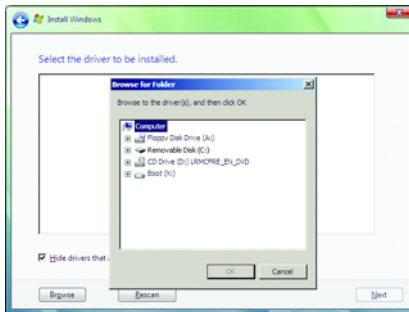 Install Windows
Select the driver to be installed.
Browse for Folder
Browse to the driver(s), and then click OK
Computer
Floppy Disk Drive (A:)
Removable Disk (C:)
CD Drive (D:) LRMCFRE_EN_DVD
Boot (X:)
Hide drivers that
OK
Cancel
Browse
Rescan
Next